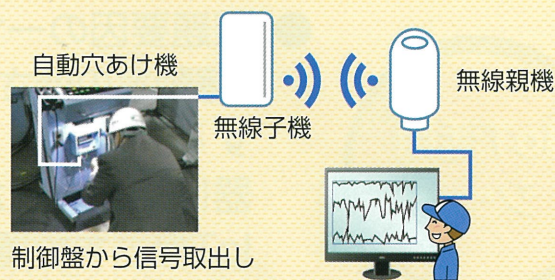 自動穴あけ機
無線子機
無線親機
制御盤から信号取出し